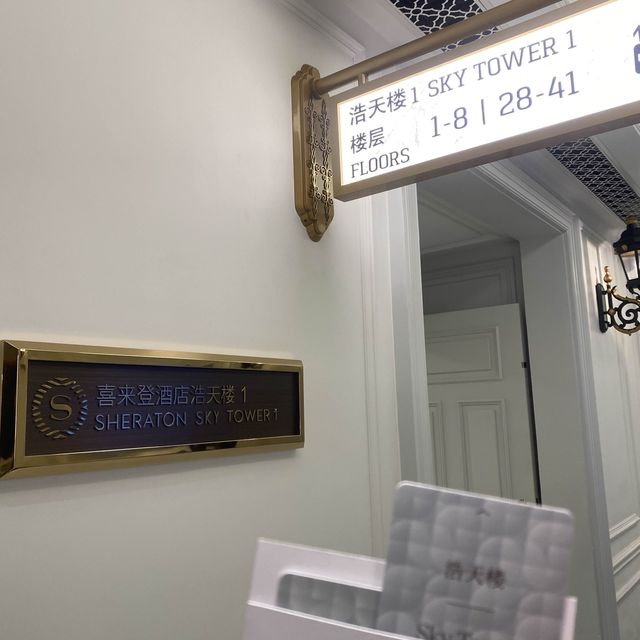 浩天楼1 SKY TOWER 1
楼层 1-8 | 28-41
FLOORS
S
喜来登酒店浩天楼 1
SHERATON SKY TOWER 1
浩天楼
Sky